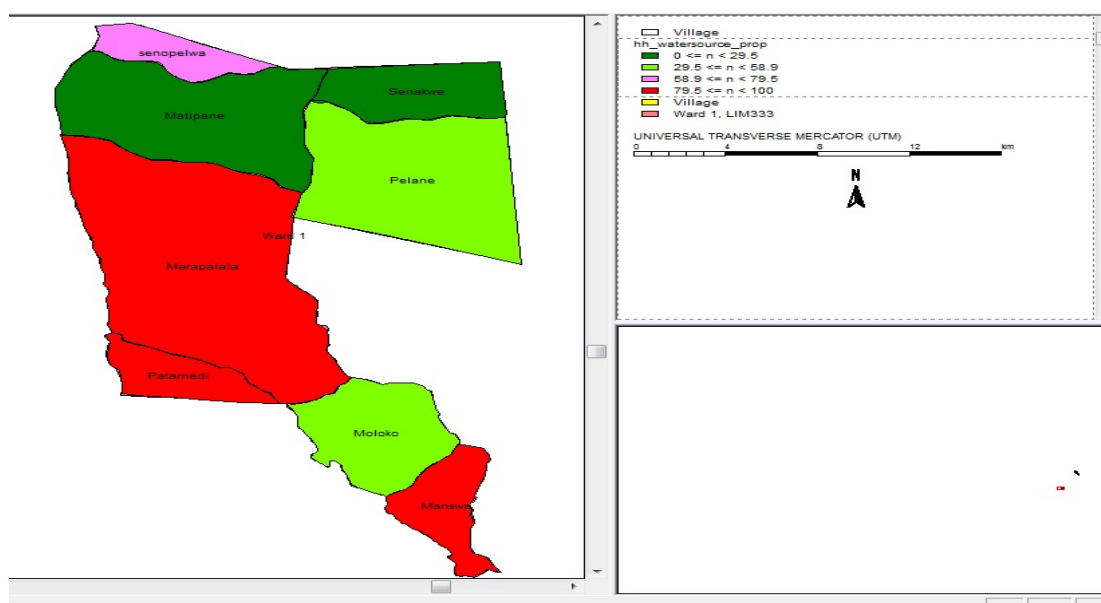 senopelwa
Senakwe
Matipane
Pelane
Ward 1
Marapalala
Patamedi
Moloko
Manswa
Village
hh_watersource_prop
0 <= n < 29.5
29.5 <= n < 58.9
58.9 <= n < 79.5
79.5 <= n < 100
Village
Ward 1, LIM333
UNIVERSAL TRANSVERSE MERCATOR (UTM)
0 4 8 12 km
N